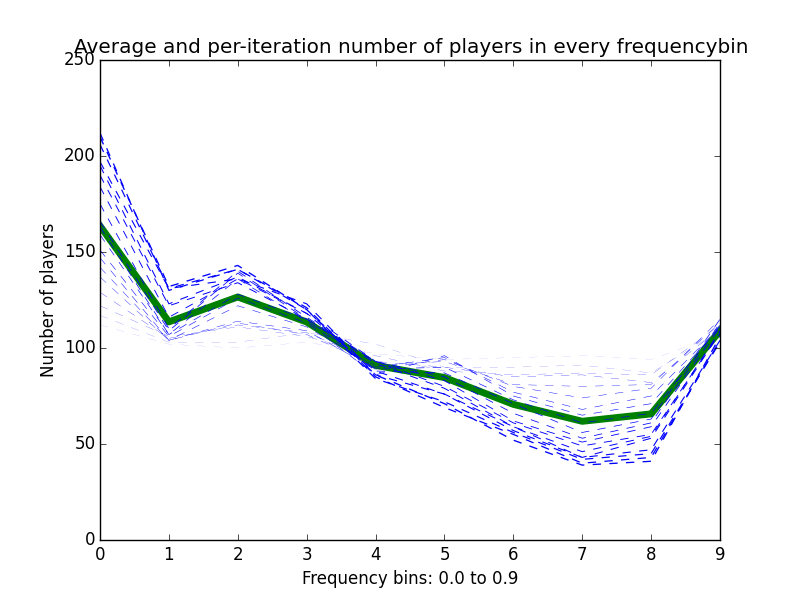 Average and per-iteration number of players in every frequencybin
250
200
150
100
50
0
Number of players
0 1 2 3 4 5 6 7 8 9
Frequency bins: 0.0 to 0.9